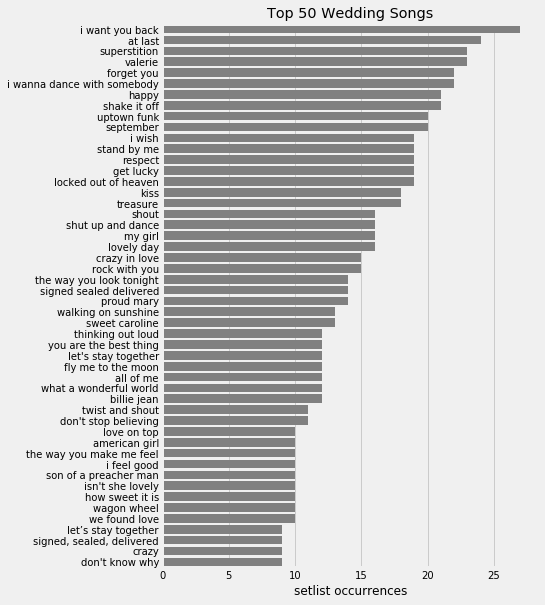 Top 50 Wedding Songs
i want you back
at last
superstition
valerie
forget you
i wanna dance with somebody
happy
shake it off
uptown funk
september
i wish
stand by me
respect
get lucky
locked out of heaven
kiss
treasure
shout
shut up and dance
my girl
lovely day
crazy in love
rock with you
the way you look tonight
signed sealed delivered
proud mary
walking on sunshine
sweet caroline
thinking out loud
you are the best thing
let's stay together
fly me to the moon
all of me
what a wonderful world
billie jean
twist and shout
don't stop believing
love on top
american girl
the way you make me feel
i feel good
son of a preacher man
isn't she lovely
how sweet it is
wagon wheel
we found love
let’s stay together
signed, sealed, delivered
crazy
don't know why
0 5 10 15 20 25
setlist occurrences